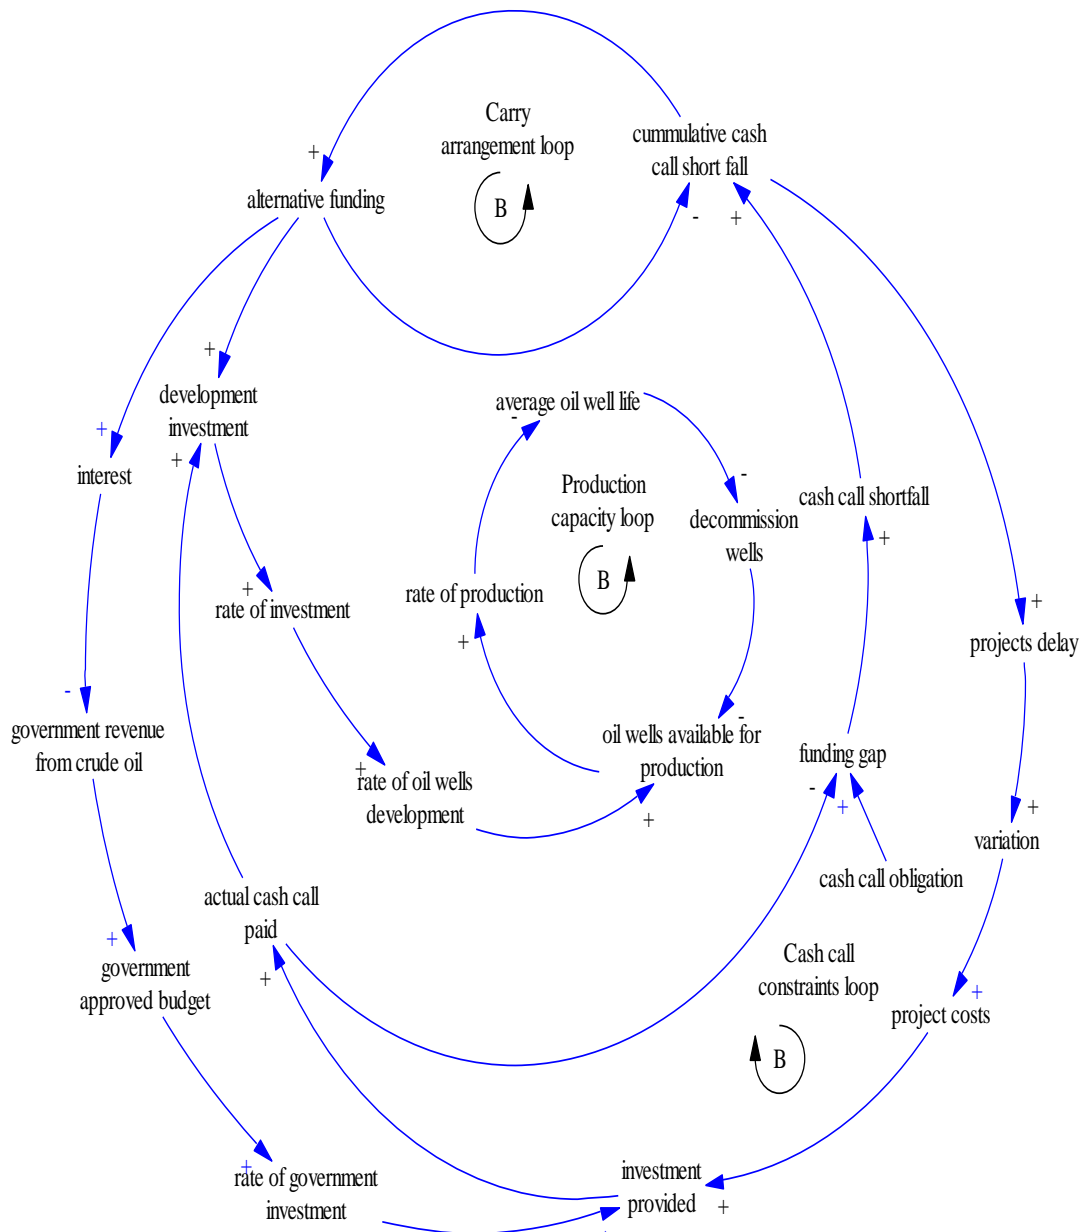 Carry
arrangement loop
B
cummulative cash
call short fall
+
alternative funding
-
+
+
development
investment
+
+
interest
average oil well life
-
-
Production
capacity loop
B
decommission
wells
cash call shortfall
+
+
rate of investment
rate of production
+
+
projects delay
-
government revenue
from crude oil
-
oil wells available for
production
+
funding gap
-
+
+
rate of oil wells
development
+
variation
cash call obligation
actual cash call
paid
+
+
government
approved budget
Cash call
constraints loop
B
+
project costs
+
rate of government
investment
investment
provided
+